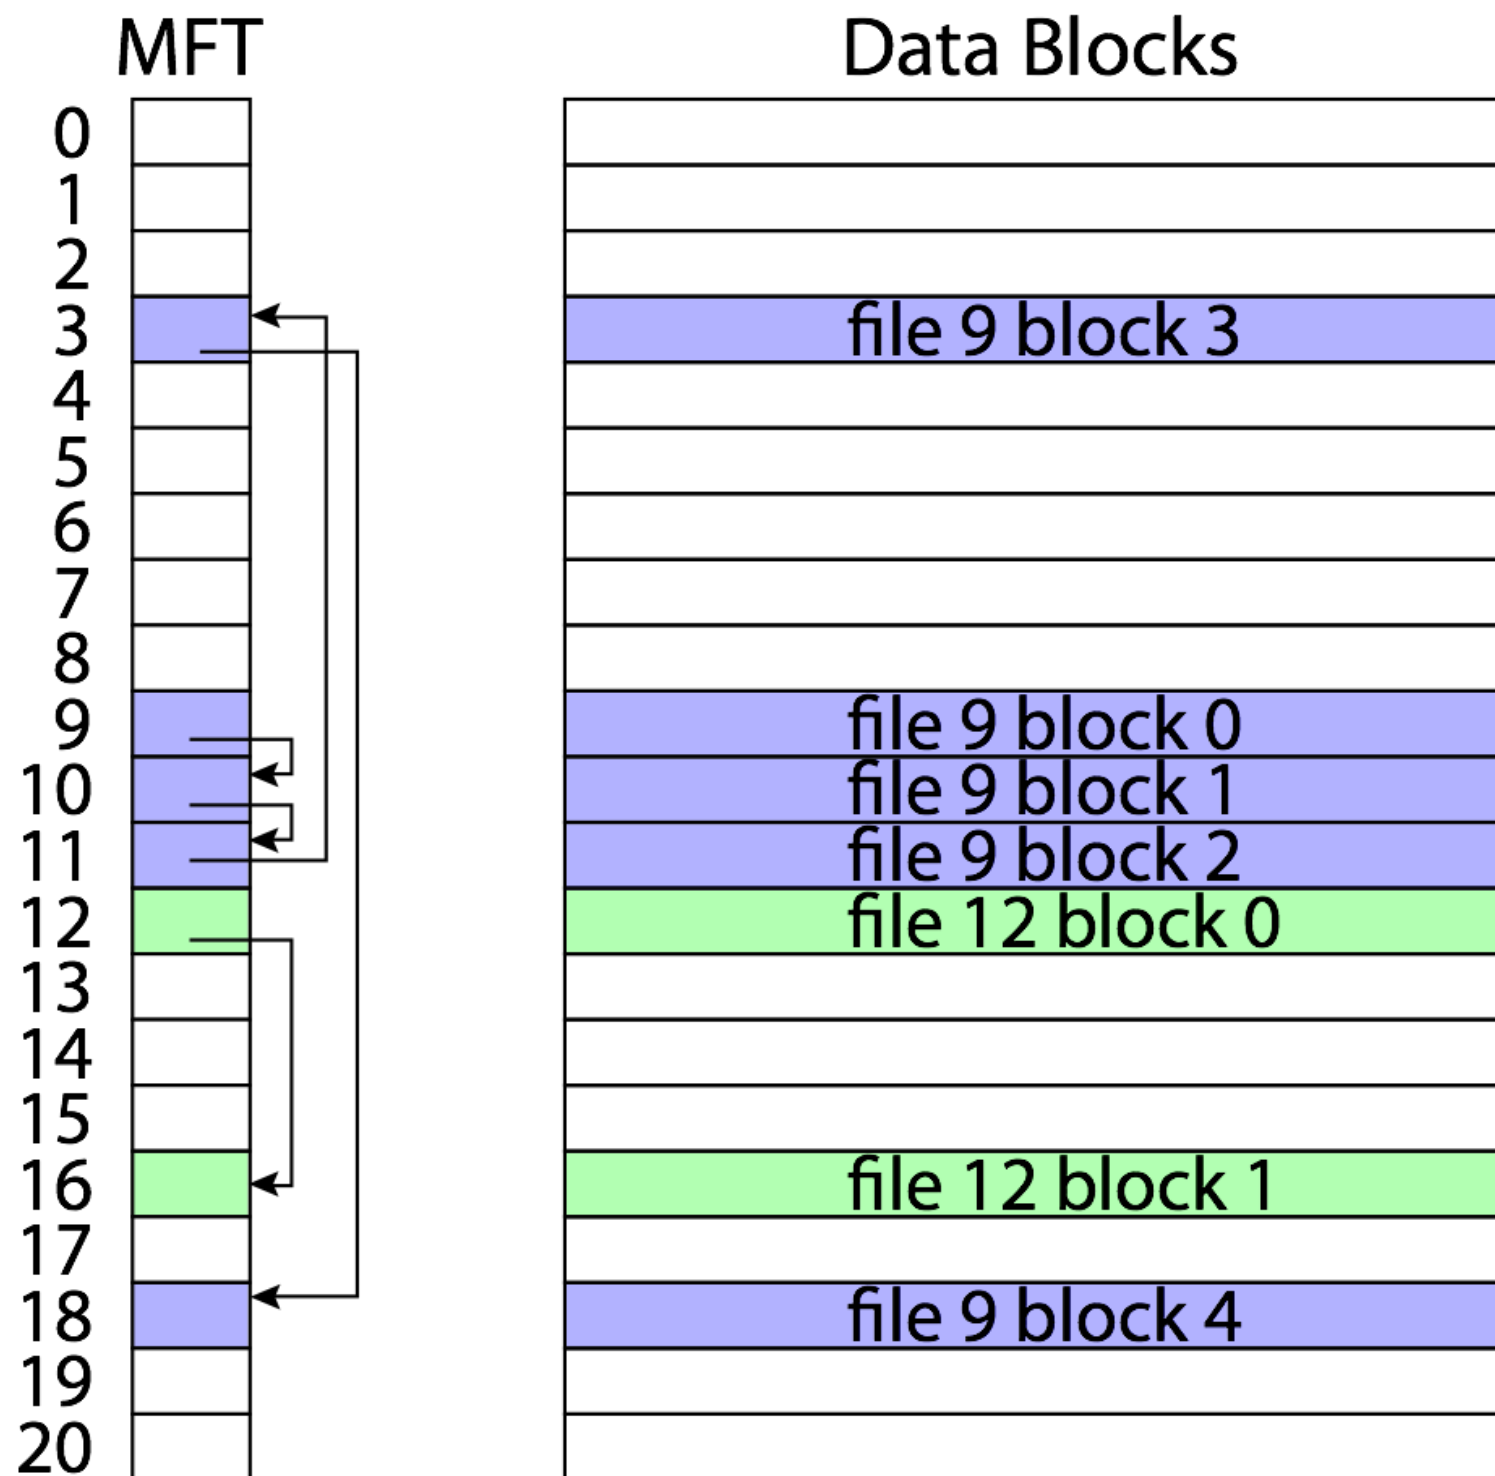 MFT Data Blocks
0
1
2
3 file 9 block 3
4
5
6
7
8
9 file 9 block 0
10 file 9 block 1
11 file 9 block 2
12 file 12 block 0
13
14
15
16 file 12 block 1
17
18 file 9 block 4
19
20